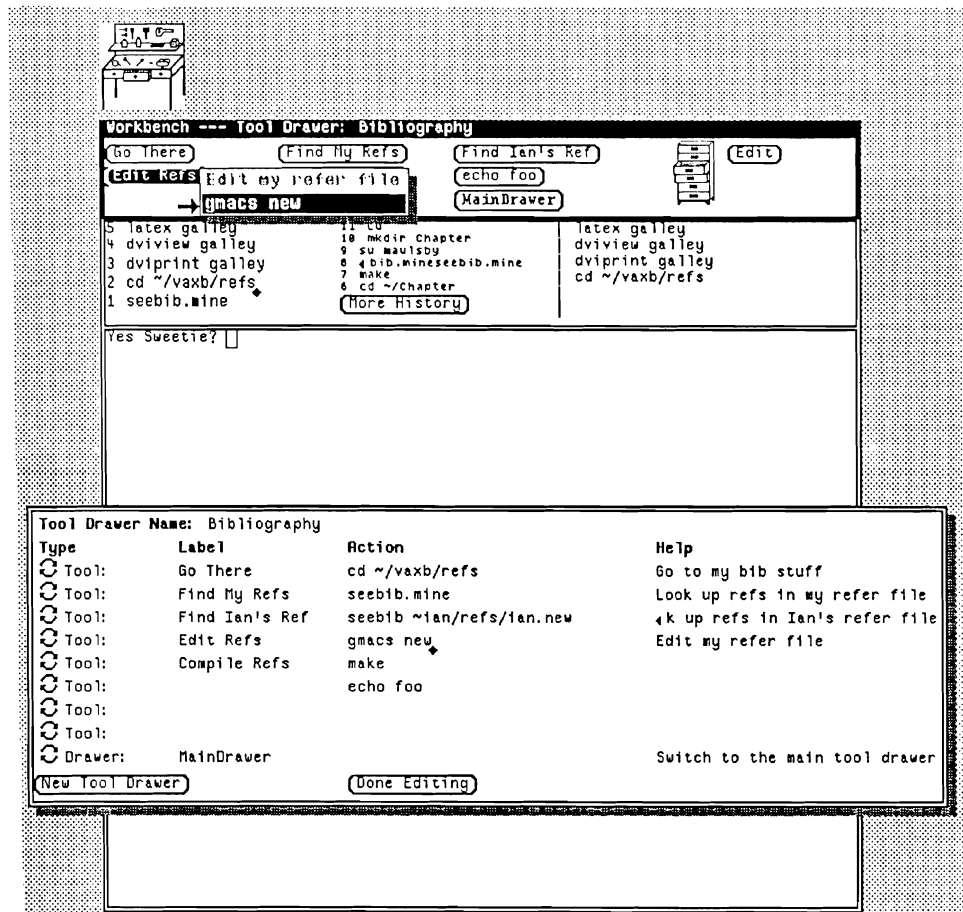 Workbench --- Tool Drawer: Bibliography
Go There Find My Refs Find Ian's Ref Edit
Edit Refs Edit my refer file echo foo
gmacs new MainDrawer
5 latex galley 11 cd latex galley
4 dviview galley 10 mkdir Chapter dviview galley
3 dviprint galley 9 su maulsby dviprint galley
2 cd ~/vaxb/refs 8 bib.mineseebib.mine cd ~/vaxb/refs
1 seebib.mine 7 make
6 cd ~/Chapter
More History
Yes Sweetie?
Tool Drawer Name: Bibliography
Type Label Action Help
Tool: Go There cd ~/vaxb/refs Go to my bib stuff
Tool: Find My Refs seebib.mine Look up refs in my refer file
Tool: Find Ian's Ref seebib ~ian/refs/ian.new k up refs in Ian's refer file
Tool: Edit Refs gmacs new Edit my refer file
Tool: Compile Refs make
Tool: echo foo
Tool:
Tool:
Drawer: MainDrawer Switch to the main tool drawer
New Tool Drawer Done Editing